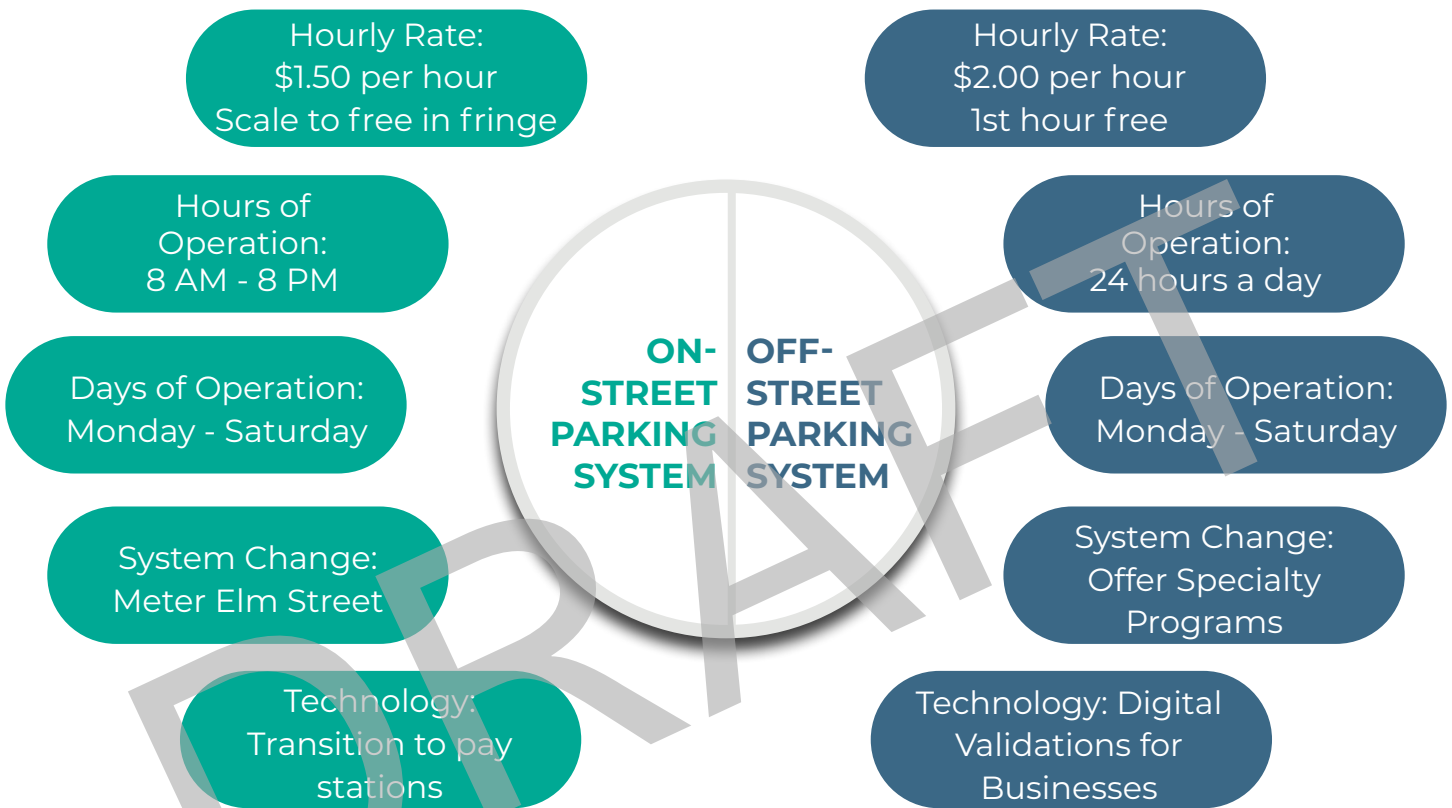 Hourly Rate:
$1.50 per hour
Scale to free in fringe
Hours of
Operation:
8 AM - 8 PM
Days of Operation:
Monday - Saturday
System Change:
Meter Elm Street
Technology:
Transition to pay
stations
ON-
STREET
PARKING
SYSTEM
OFF-
STREET
PARKING
SYSTEM
Hourly Rate:
$2.00 per hour
1st hour free
Hours of
Operation:
24 hours a day
Days of Operation:
Monday - Saturday
System Change:
Offer Specialty
Programs
Technology: Digital
Validations for
Businesses
DRAFT